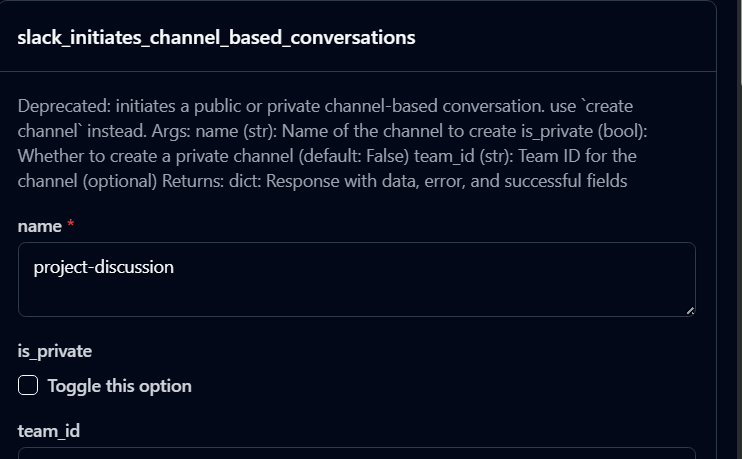 slack_initiates_channel_based_conversations
Deprecated: initiates a public or private channel-based conversation. use `create
channel` instead. Args: name (str): Name of the channel to create is_private (bool):
Whether to create a private channel (default: False) team_id (str): Team ID for the
channel (optional) Returns: dict: Response with data, error, and successful fields
name *
project-discussion
is_private
Toggle this option
team_id